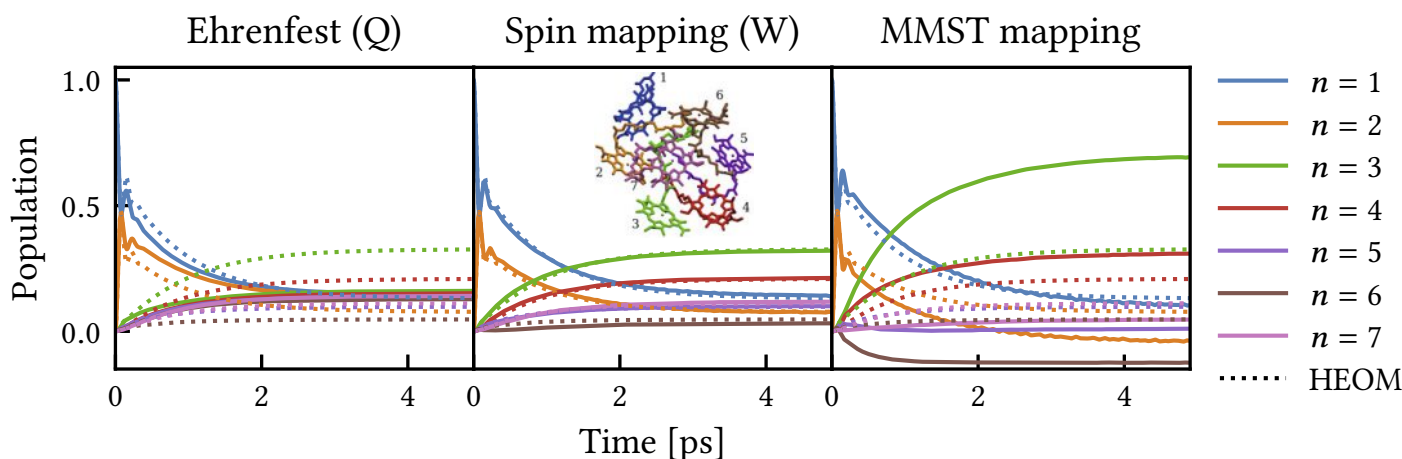 Ehrenfest (Q) Spin mapping (W) MMST mapping
Population
1.0
0.5
0.0
1
6
5
2
7
4
3
0 2 4 0 2 4 0 2 4
Time [ps]
n = 1
n = 2
n = 3
n = 4
n = 5
n = 6
n = 7
HEOM